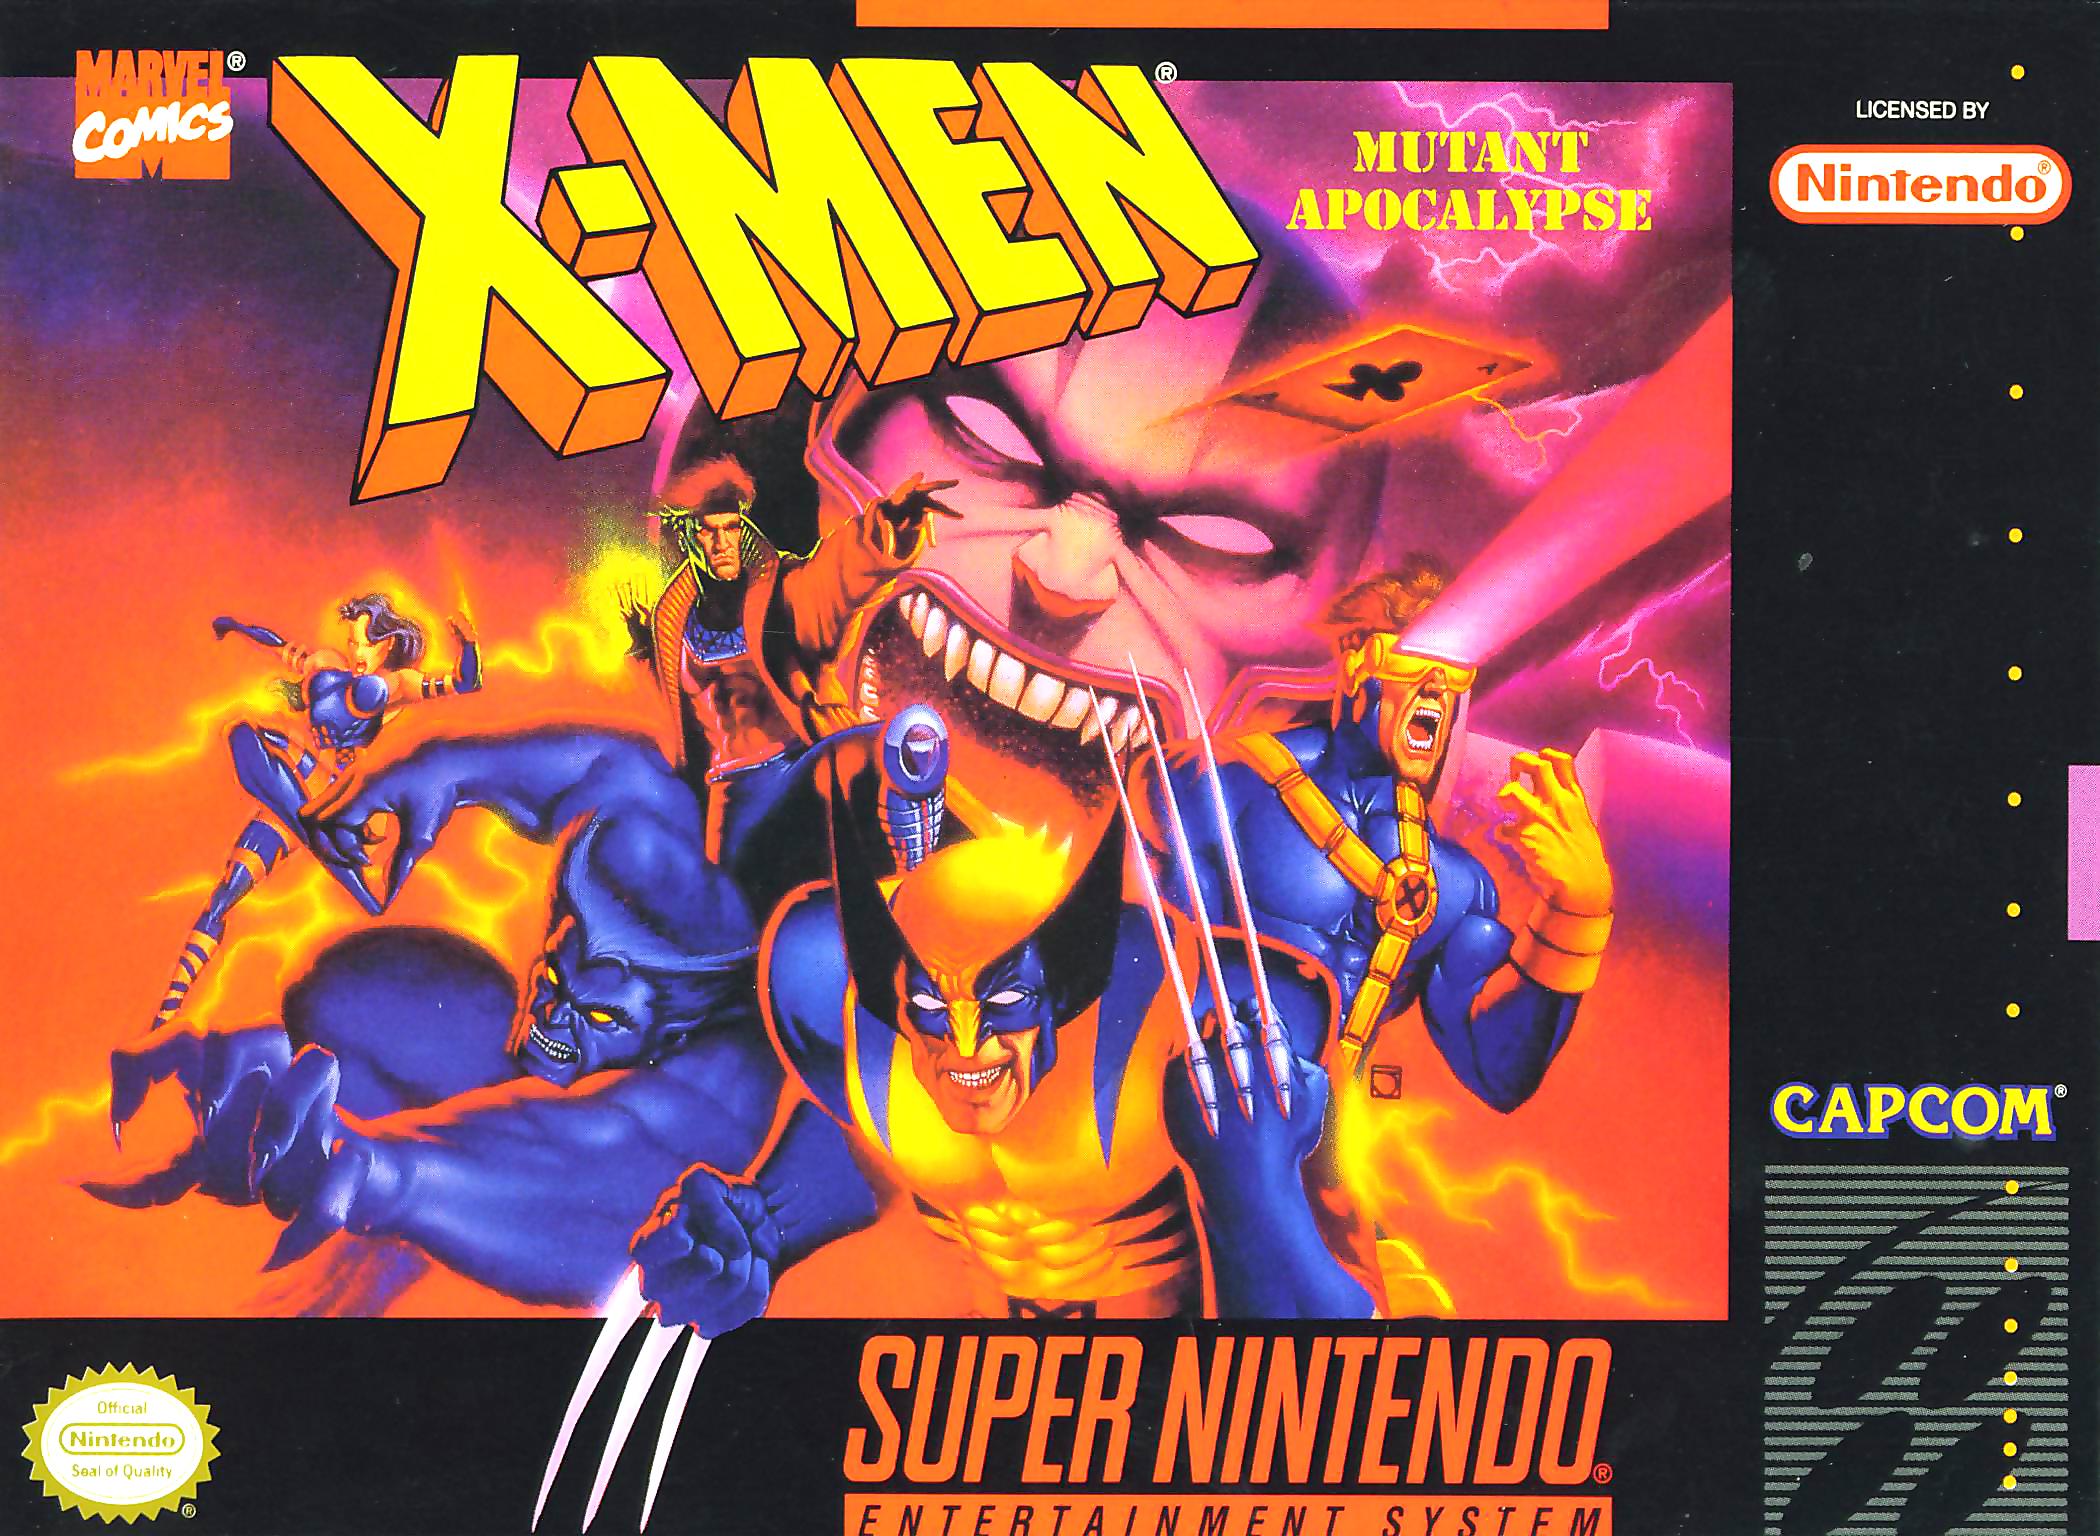 MARVEL®
COMICS
X-MEN®
MUTANT
APOCALYPSE
LICENSED BY
Nintendo®
A
X
CAPCOM®
Official
Nintendo
Seal of Quality
®
SUPER NINTENDO®
ENTERTAINMENT SYSTEM